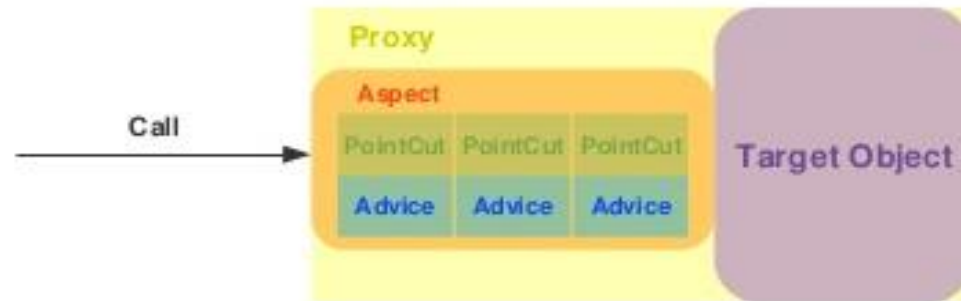 Proxy
Aspect
Call
PointCut PointCut PointCut
Target Object
Advice Advice Advice